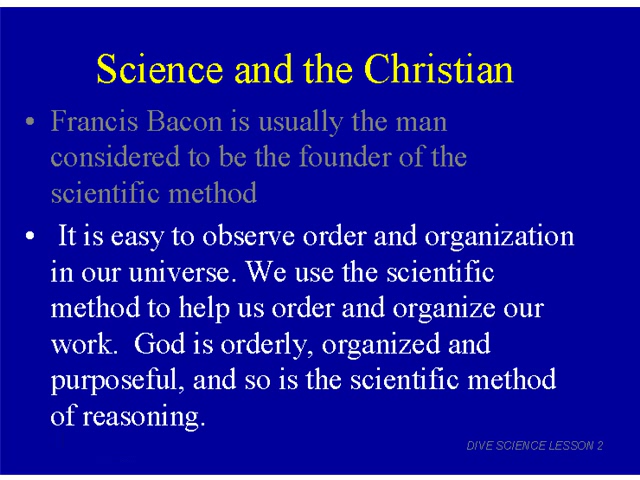 Science and the Christian
• Francis Bacon is usually the man
considered to be the founder of the
scientific method
• It is easy to observe order and organization
in our universe. We use the scientific
method to help us order and organize our
work.  God is orderly, organized and
purposeful, and so is the scientific method
of reasoning.
DIVE SCIENCE LESSON 2